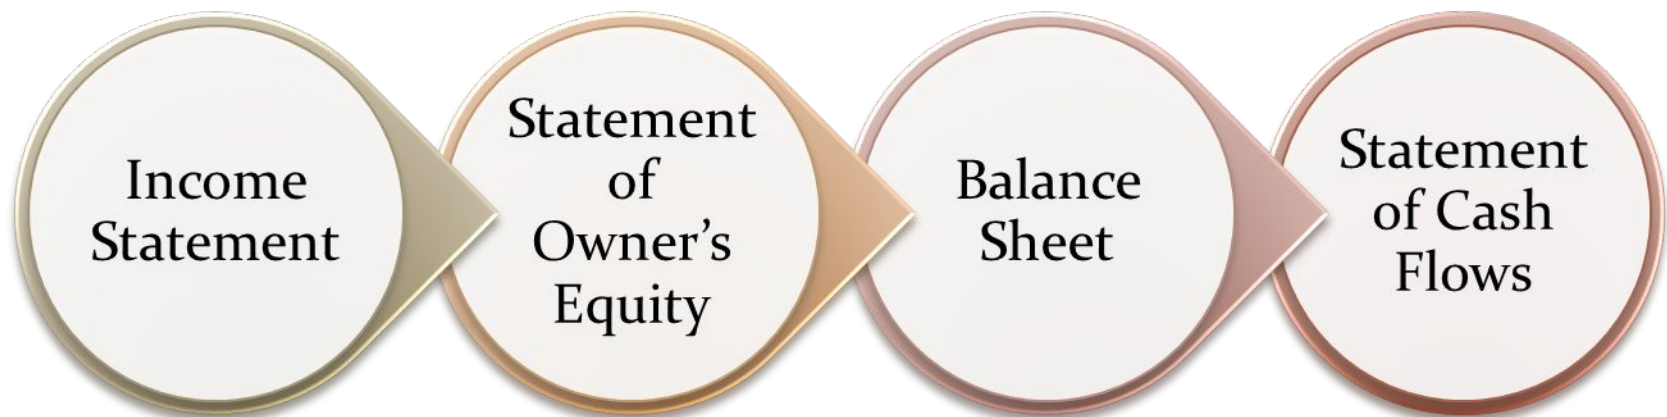 Income
Statement
Statement
of
Owner’s
Equity
Balance
Sheet
Statement
of Cash
Flows